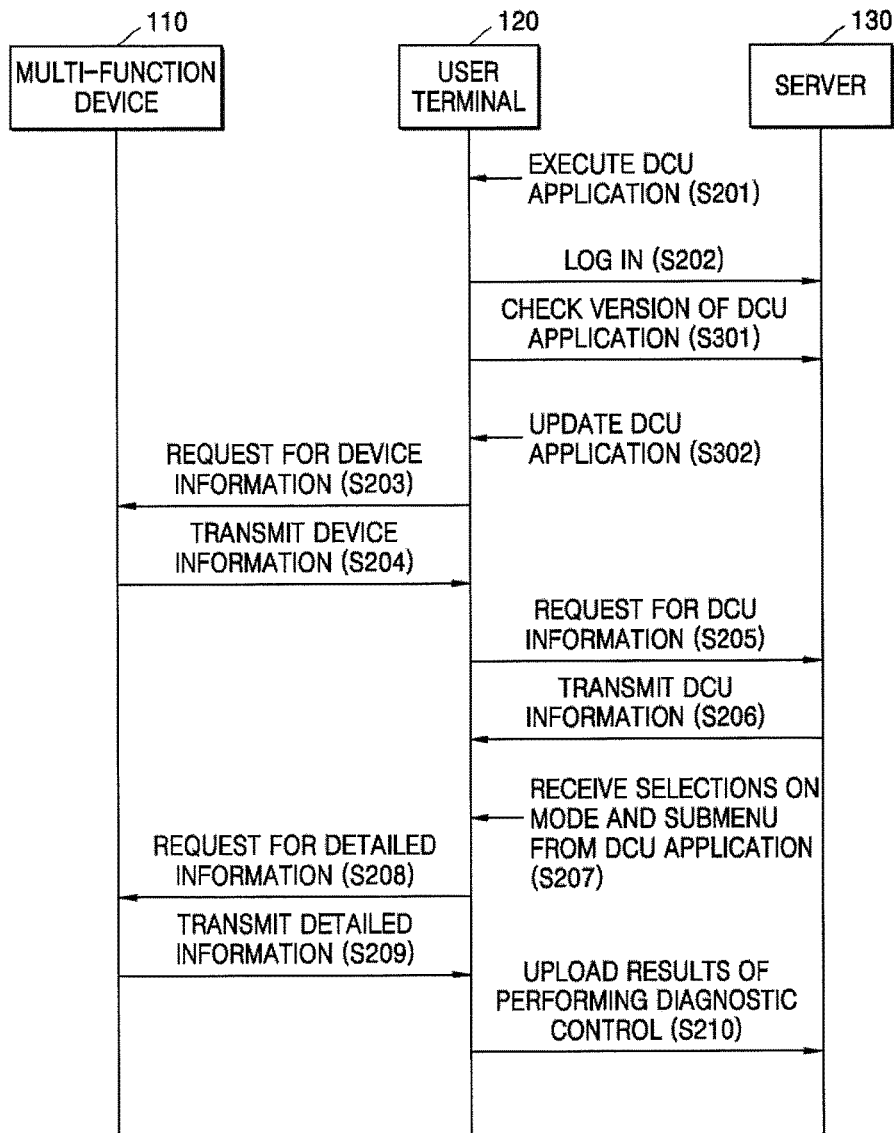 110
120
130
MULTI-FUNCTION
DEVICE
USER
TERMINAL
SERVER
EXECUTE DCU
APPLICATION (S201)
LOG IN (S202)
CHECK VERSION OF DCU
APPLICATION (S301)
UPDATE DCU
APPLICATION (S302)
REQUEST FOR DEVICE
INFORMATION (S203)
TRANSMIT DEVICE
INFORMATION (S204)
REQUEST FOR DCU
INFORMATION (S205)
TRANSMIT DCU
INFORMATION (S206)
RECEIVE SELECTIONS ON
MODE AND SUBMENU
FROM DCU APPLICATION
(S207)
REQUEST FOR DETAILED
INFORMATION (S208)
TRANSMIT DETAILED
INFORMATION (S209)
UPLOAD RESULTS OF
PERFORMING DIAGNOSTIC
CONTROL (S210)